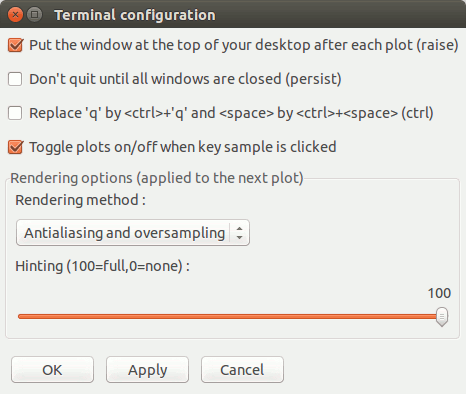 Terminal configuration
Put the window at the top of your desktop after each plot (raise)
Don't quit until all windows are closed (persist)
Replace 'q' by <ctrl>+'q' and <space> by <ctrl>+<space> (ctrl)
Toggle plots on/off when key sample is clicked
Rendering options (applied to the next plot)
Rendering method :
Antialiasing and oversampling
Hinting (100=full,0=none) :
100
OK Apply Cancel